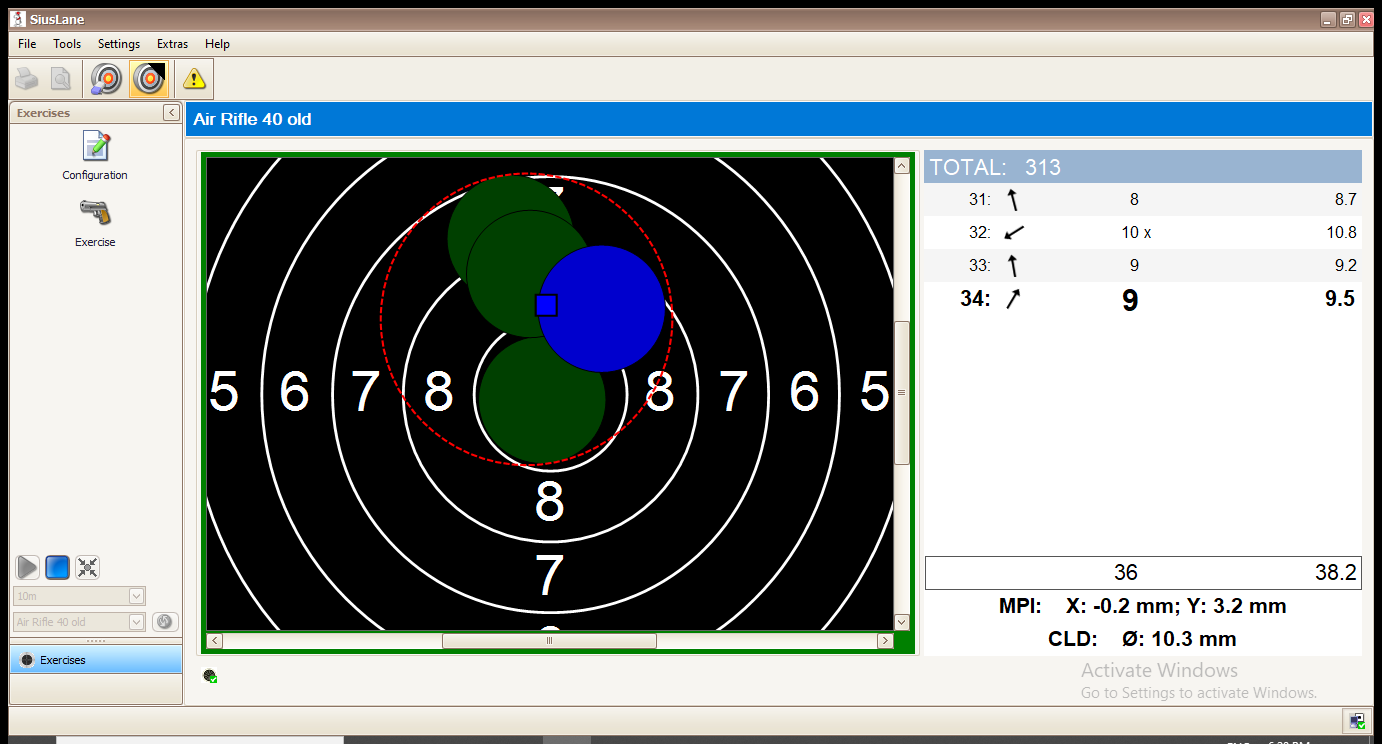 SiusLane
File Tools Settings Extras Help
Exercises
Configuration
Exercise
10m
Air Rifle 40 old
Exercises
Air Rifle 40 old
7
5 6 7 8 8 7 6 5
8
7
TOTAL: 313
31: 8 8.7
32: 10 x 10.8
33: 9 9.2
34: 9 9.5
36 38.2
MPI: X: -0.2 mm; Y: 3.2 mm
CLD: Ø: 10.3 mm
Activate Windows
Go to Settings to activate Windows.